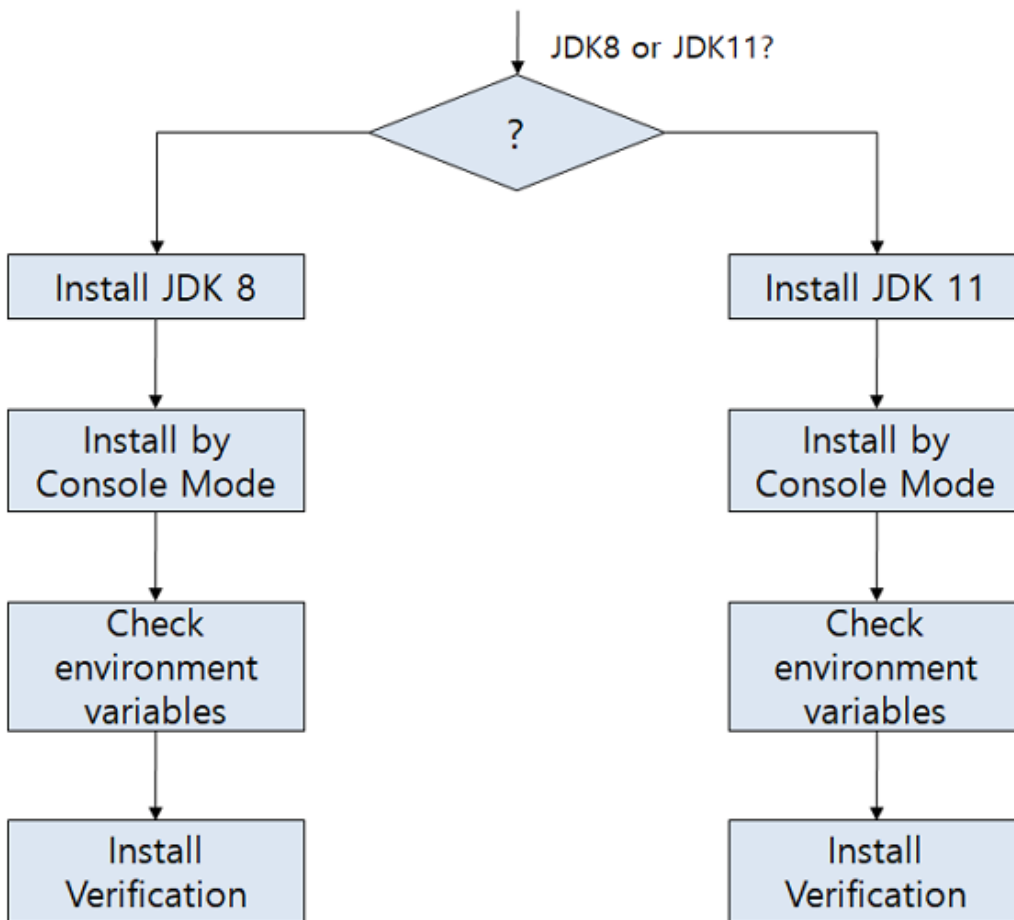 JDK8 or JDK11?
?
Install JDK 8
Install JDK 11
Install by
Console Mode
Install by
Console Mode
Check
environment
variables
Check
environment
variables
Install
Verification
Install
Verification